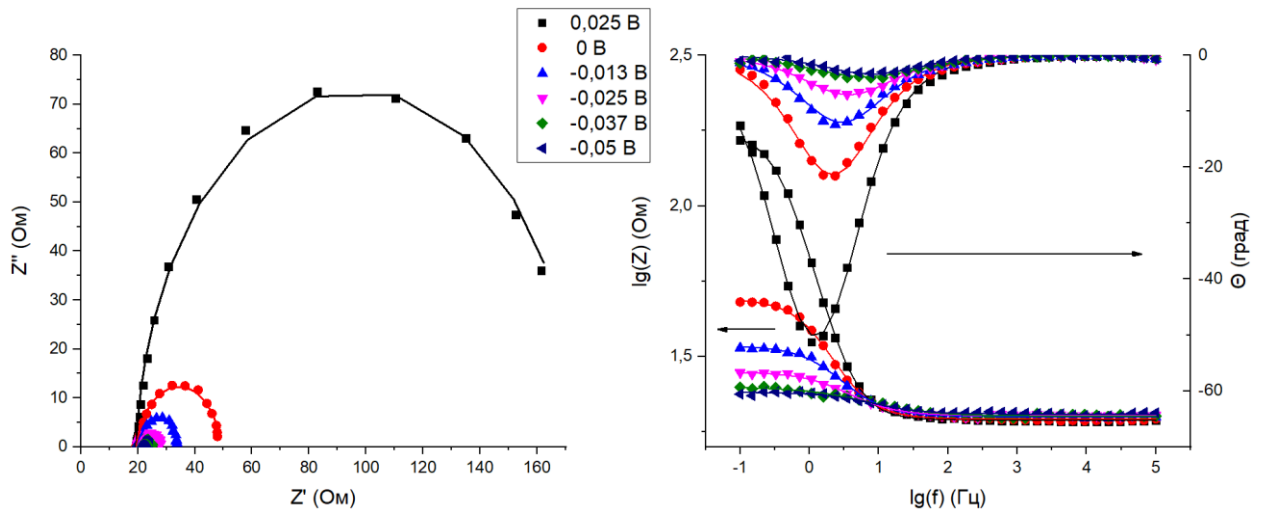 0,025 В
0 В
-0,013 В
-0,025 В
-0,037 В
-0,05 В
80
70
60
50
40
30
20
10
0
Z'' (Ом)
0 20 40 60 80 100 120 140 160
Z' (Ом)
2,5
2,0
1,5
lg(Z) (Ом)
0
-20
-40
-60
Θ (град)
-1 0 1 2 3 4 5
lg(f) (Гц)